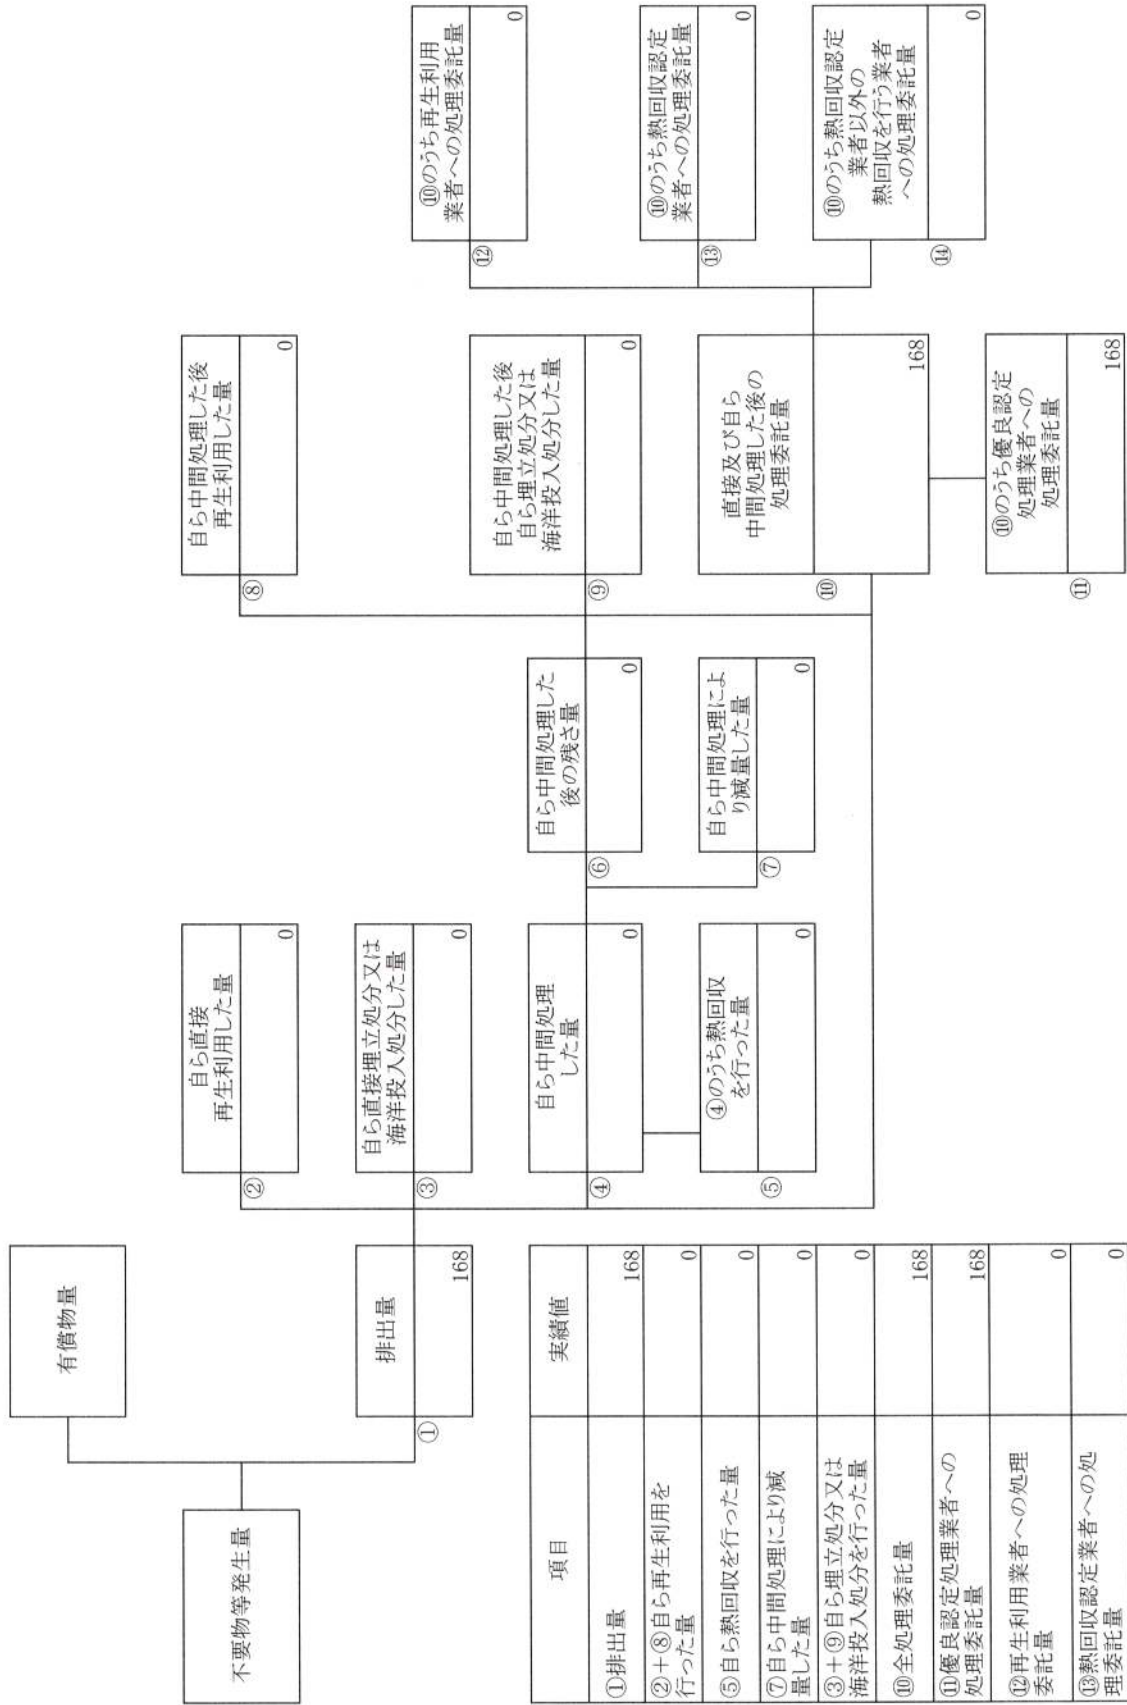 有償物量
不要物等発生量
排出量
①
168
自ら直接
再生利用した量
②
0
自ら直接埋立処分又は
海洋投入処分した量
③
0
自ら中間処理
した量
④
0
④のうち熱回収
を行った量
⑤
0
自ら中間処理した
後の残さ量
⑥
0
自ら中間処理によ
り減量した量
⑦
0
自ら中間処理した後
再生利用した量
⑧
0
自ら中間処理した後
自ら埋立処分又は
海洋投入処分した量
⑨
0
直接及び自ら
中間処理した後の
処理委託量
⑩
168
⑩のうち優良認定
処理業者への
処理委託量
⑪
168
⑩のうち再生利用
業者への処理委託量
⑫
0
⑩のうち熱回収認定
業者への処理委託量
⑬
0
⑩のうち熱回収認定
業者以外の
熱回収を行う業者
への処理委託量
⑭
0
項目
実績値
①排出量
168
②+⑧自ら再生利用を
行った量
0
⑤自ら熱回収を行った量
0
⑦自ら中間処理により減
量した量
0
③+⑨自ら埋立処分又は
海洋投入処分を行った量
0
⑩全処理委託量
168
⑪優良認定処理業者への
処理委託量
168
⑫再生利用業者への処理
委託量
0
⑬熱回収認定業者への処
理委託量
0